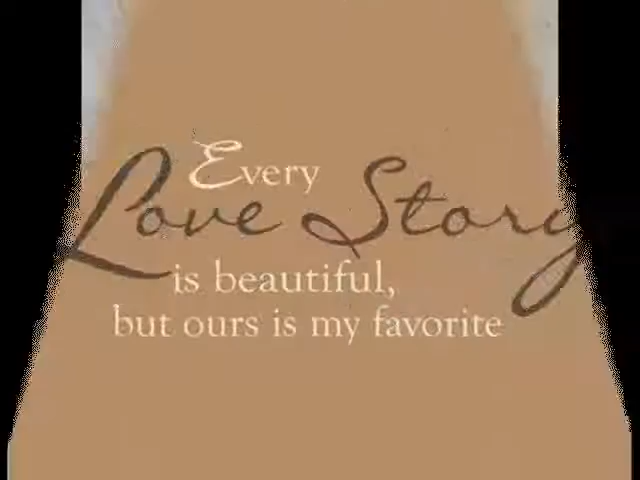 Every
Love Story
is beautiful,
but ours is my favorite